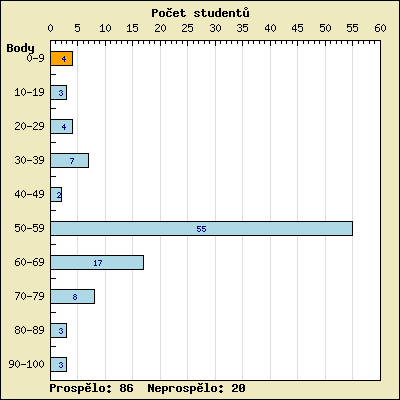 Počet studentů
0 5 10 15 20 25 30 35 40 45 50 55 60
Body
0-9 4
10-19 3
20-29 4
30-39 7
40-49 2
50-59 55
60-69 17
70-79 8
80-89 3
90-100 3
Prospělo: 86 Neprospělo: 20